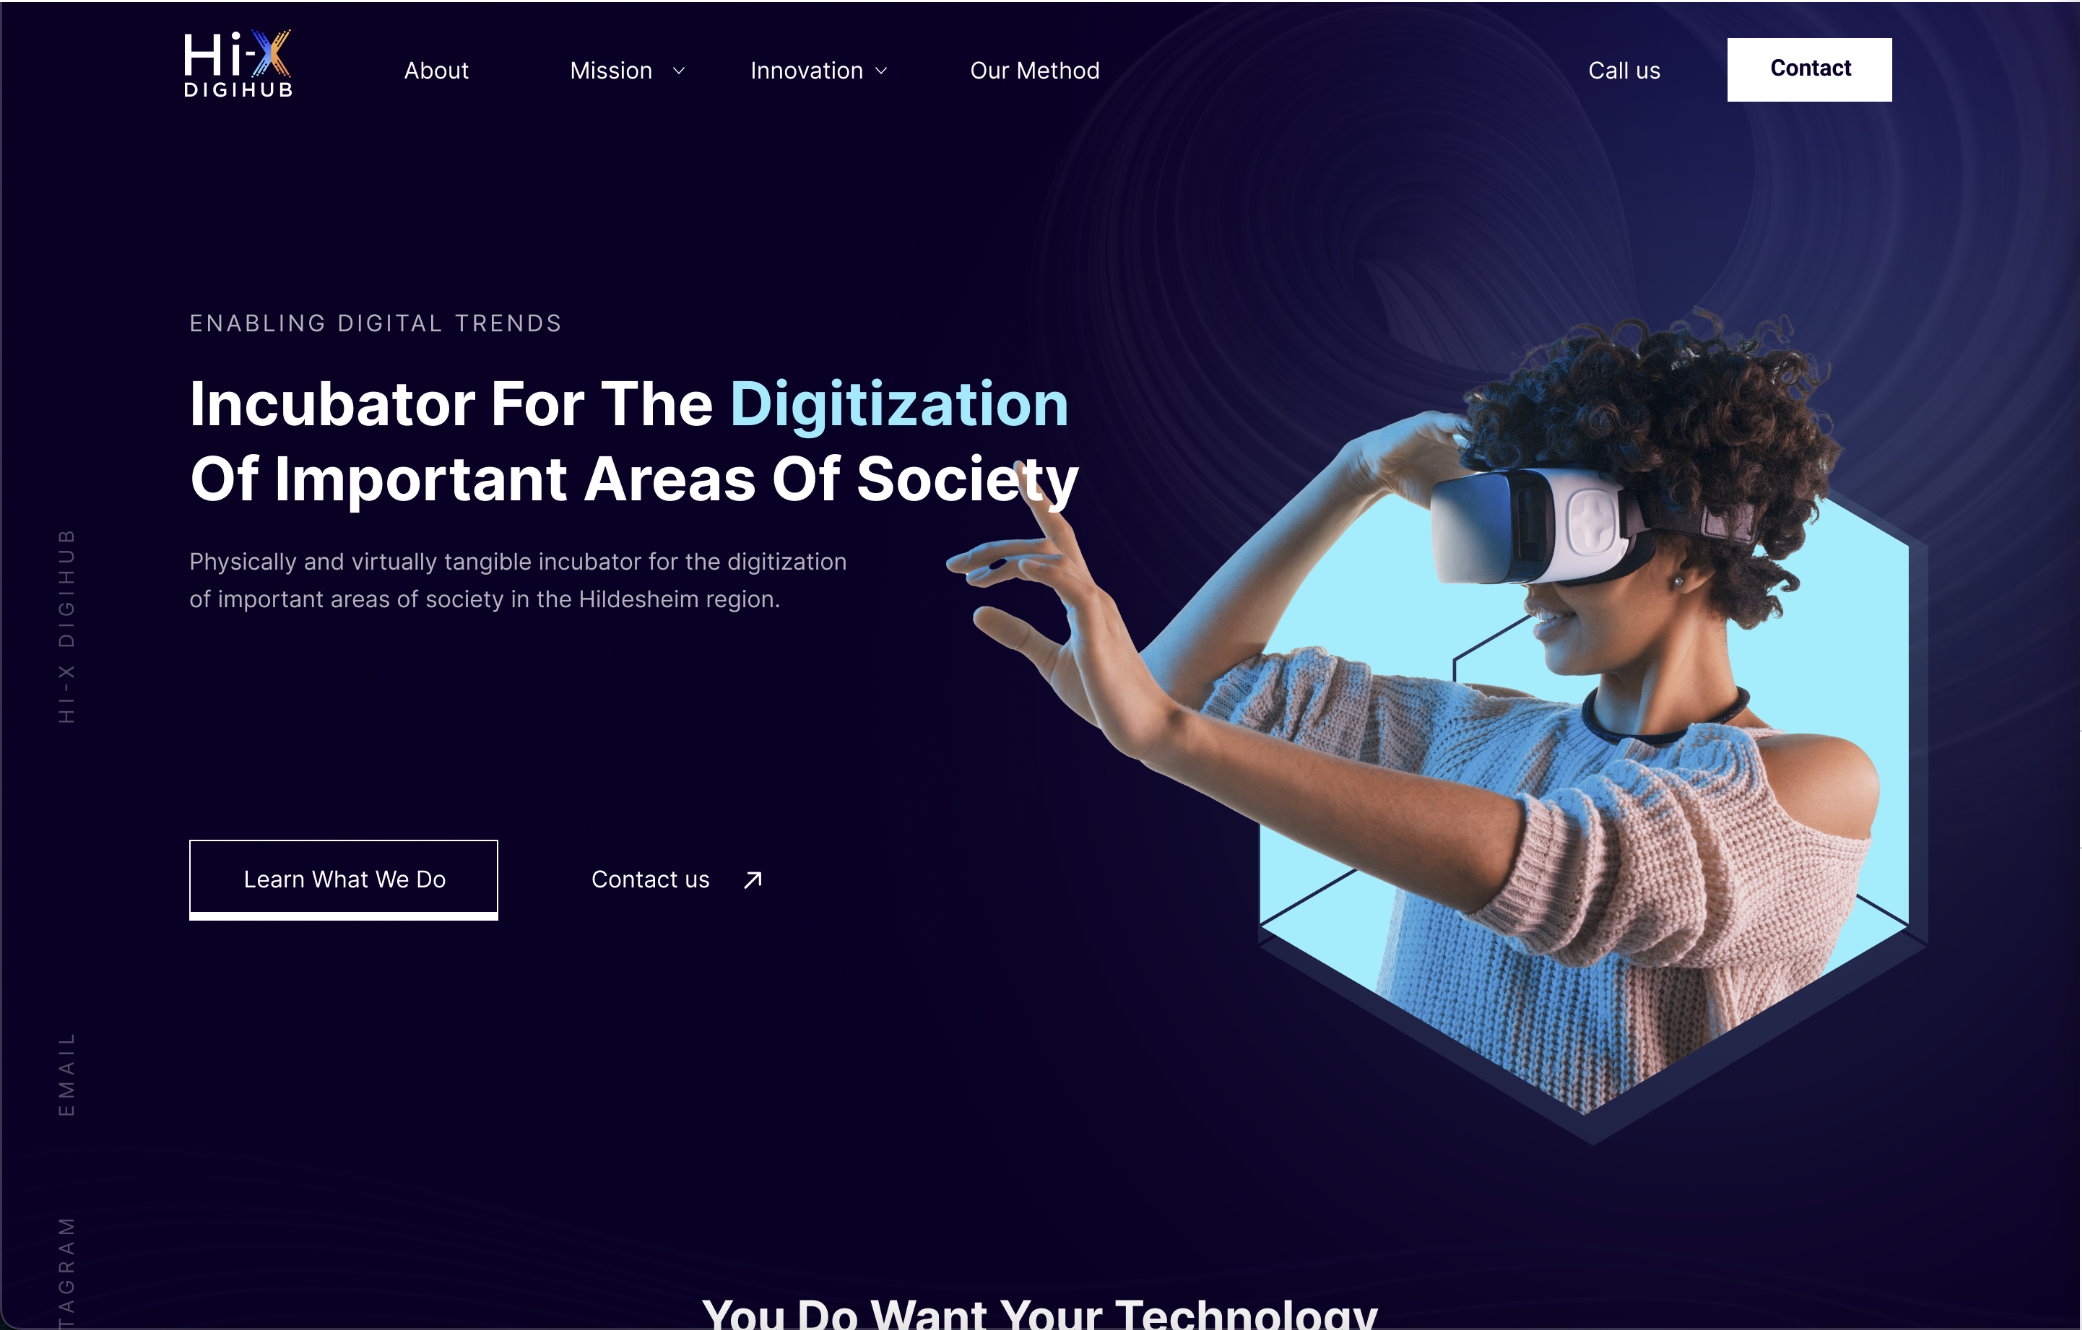 Hi-X
DIGIHUB
About
Mission
Innovation
Our Method
Call us
Contact
ENABLING DIGITAL TRENDS
Incubator For The Digitization
Of Important Areas Of Society
Physically and virtually tangible incubator for the digitization
of important areas of society in the Hildesheim region.
Learn What We Do
Contact us
HI-X DIGIHUB
EMAIL
TAGRAM
You Do Want Your Technology